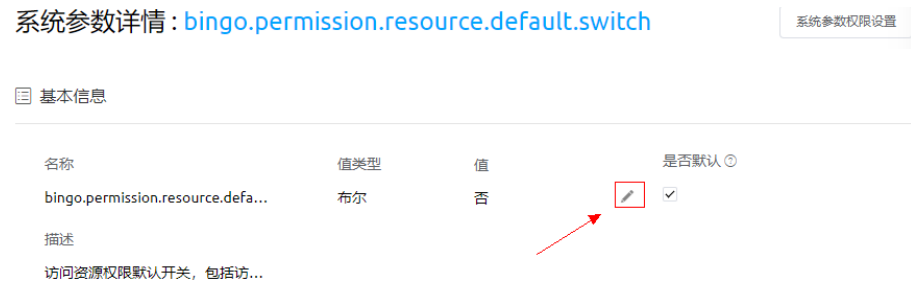 系统参数详情 : bingo.permission.resource.default.switch
系统参数权限设置
基本信息
名称 值类型 值 是否默认
bingo.permission.resource.defa... 布尔 否
描述
访问资源权限默认开关，包括访...